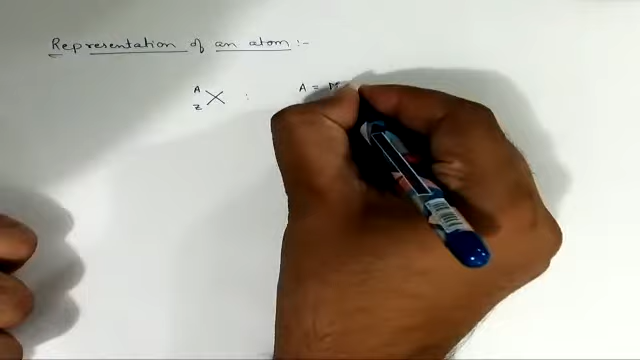 Representation of an atom :-
A
Z X : A = M